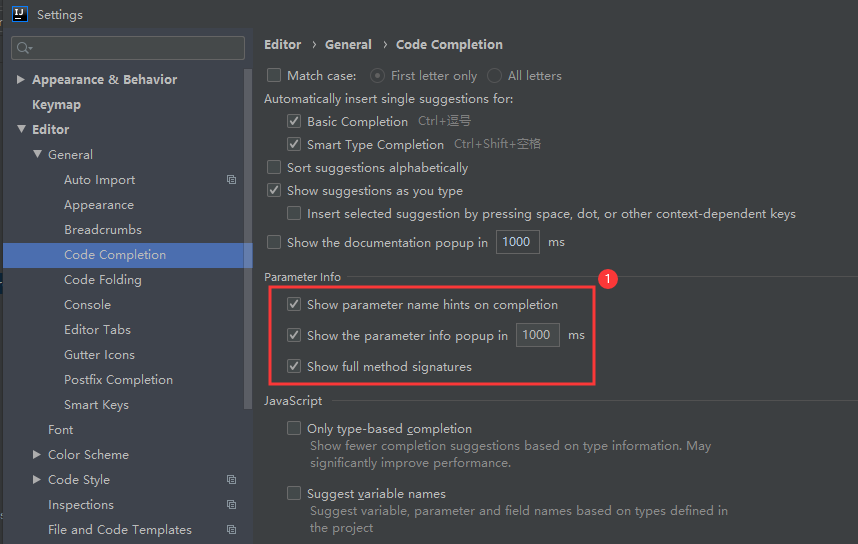 IJ Settings
Appearance & Behavior
Keymap
Editor
General
Auto Import
Appearance
Breadcrumbs
Code Completion
Code Folding
Console
Editor Tabs
Gutter Icons
Postfix Completion
Smart Keys
Font
Color Scheme
Code Style
Inspections
File and Code Templates
Editor › General › Code Completion
Match case: First letter only All letters
Automatically insert single suggestions for:
Basic Completion Ctrl+逗号
Smart Type Completion Ctrl+Shift+空格
Sort suggestions alphabetically
Show suggestions as you type
Insert selected suggestion by pressing space, dot, or other context-dependent keys
Show the documentation popup in 1000 ms
Parameter Info
1
Show parameter name hints on completion
Show the parameter info popup in 1000 ms
Show full method signatures
JavaScript
Only type-based completion
Show fewer completion suggestions based on type information. May
significantly improve performance.
Suggest variable names
Suggest variable, parameter and field names based on types defined in
the project